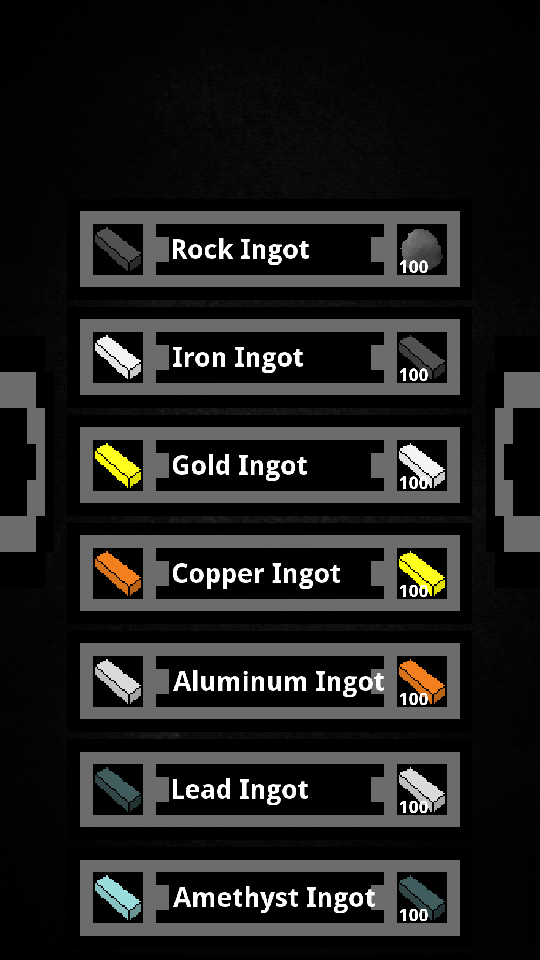 Rock Ingot
100
Iron Ingot
100
Gold Ingot
100
Copper Ingot
100
Aluminum Ingot
100
Lead Ingot
100
Amethyst Ingot
100